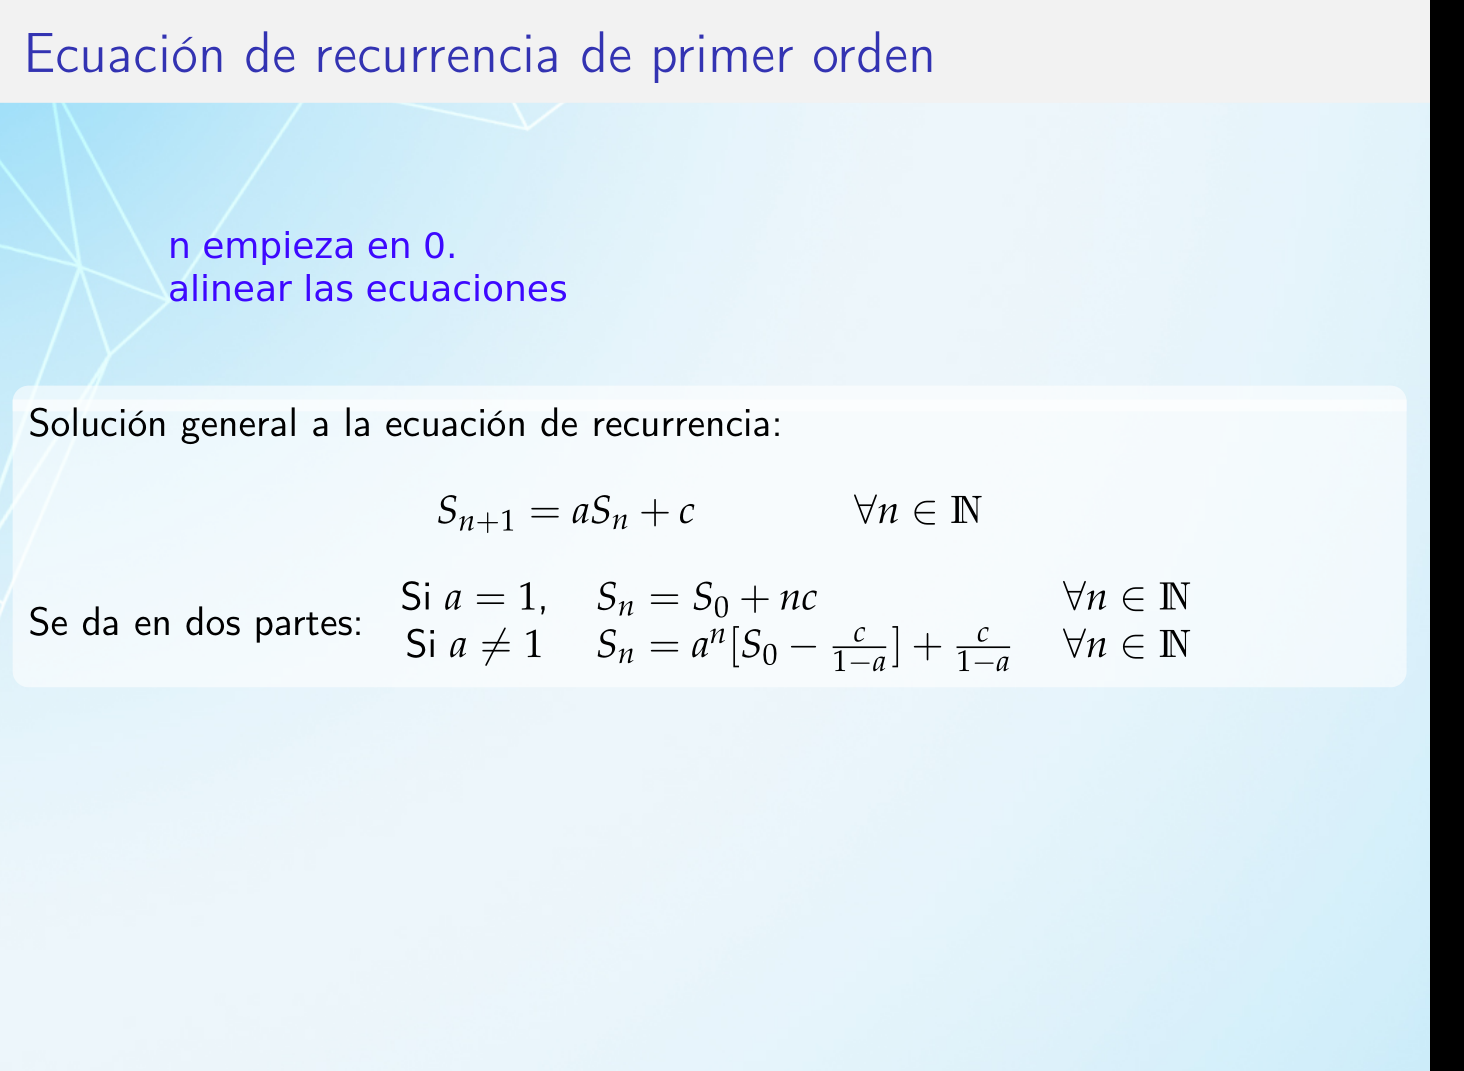 Ecuación de recurrencia de primer orden
n empieza en 0.
alinear las ecuaciones
Solución general a la ecuación de recurrencia:
$S_{n+1} = aS_n + c \qquad \forall n \in \mathbb{N}$
Se da en dos partes:
Si $a = 1$, $S_n = S_0 + nc \quad \forall n \in \mathbb{N}$
Si $a \neq 1$ $S_n = a^n[S_0 - \frac{c}{1-a}] + \frac{c}{1-a} \quad \forall n \in \mathbb{N}$